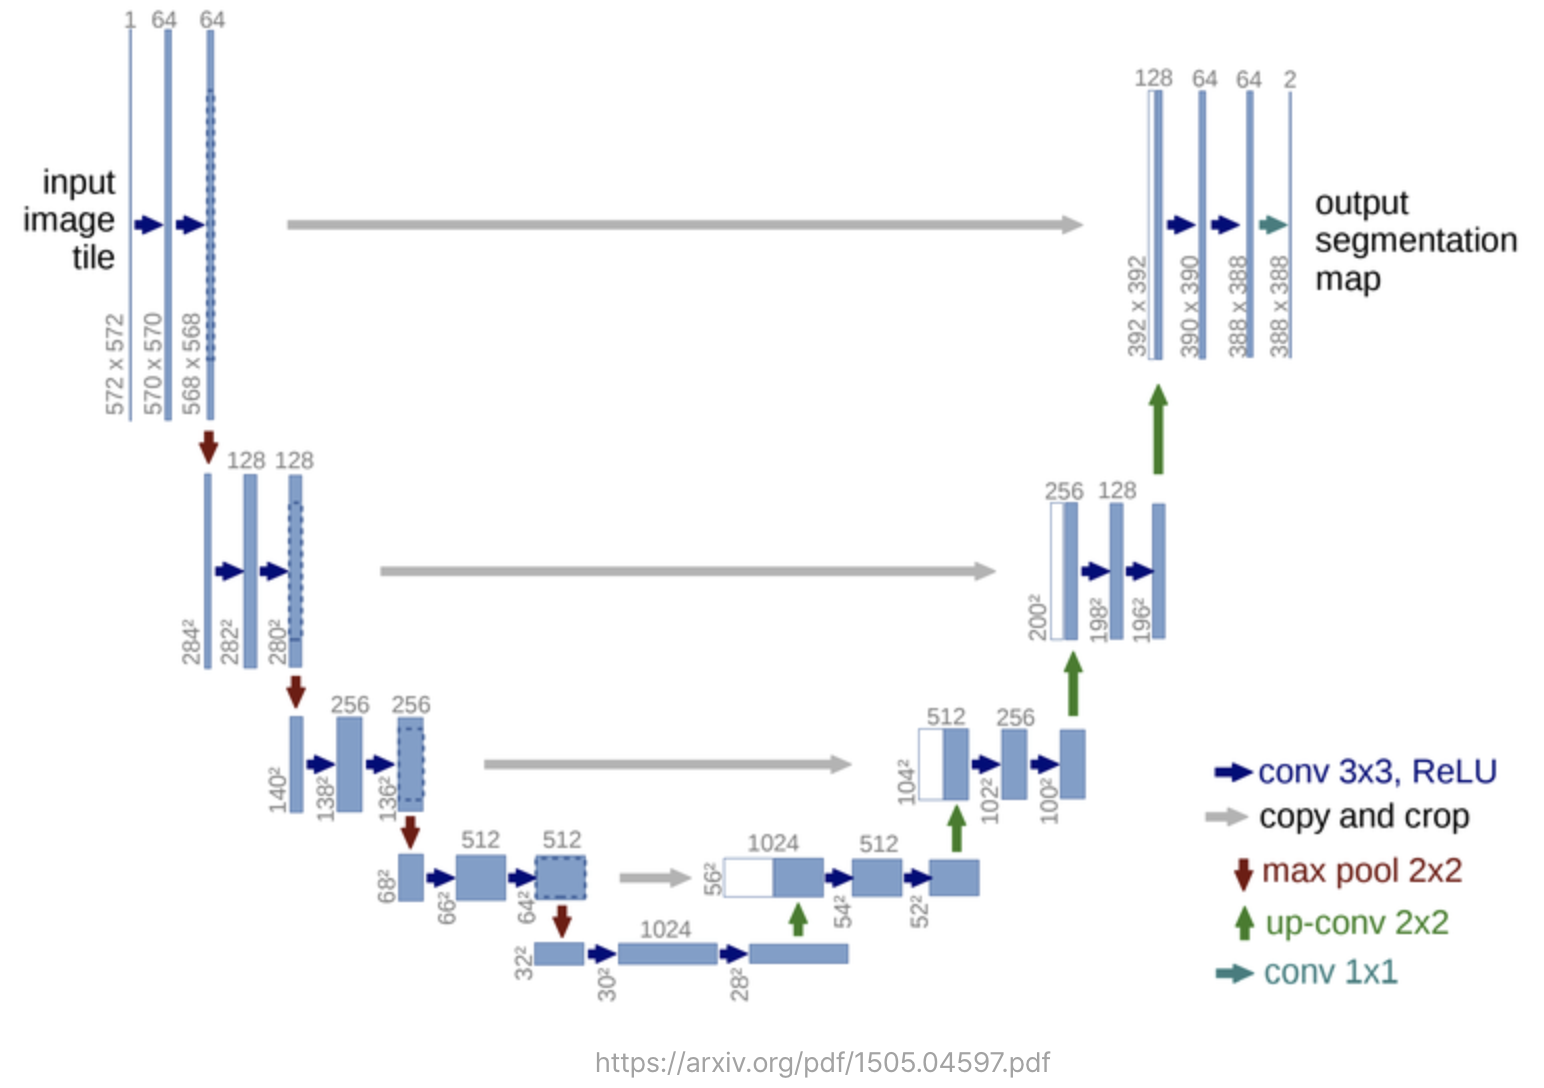 1 64 64
input
image
tile
572 x 572
570 x 570
568 x 568
128 64 64 2
392 x 392
390 x 390
388 x 388
388 x 388
output
segmentation
map
128 128
284²
282²
280²
256 128
200²
198²
196²
256 256
140²
138²
136²
512 256
104²
102²
100²
512 512
68²
66²
64²
1024 512
56²
54²
52²
1024
32²
30²
28²
conv 3x3, ReLU
copy and crop
max pool 2x2
up-conv 2x2
conv 1x1
https://arxiv.org/pdf/1505.04597.pdf